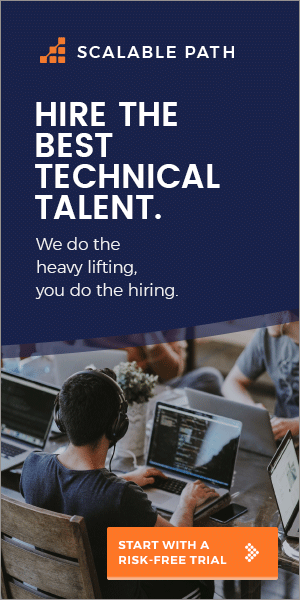 SCALABLE PATH
HIRE THE
BEST
TECHNICAL
TALENT.
We do the
heavy lifting,
you do the hiring.
START WITH A
RISK-FREE TRIAL